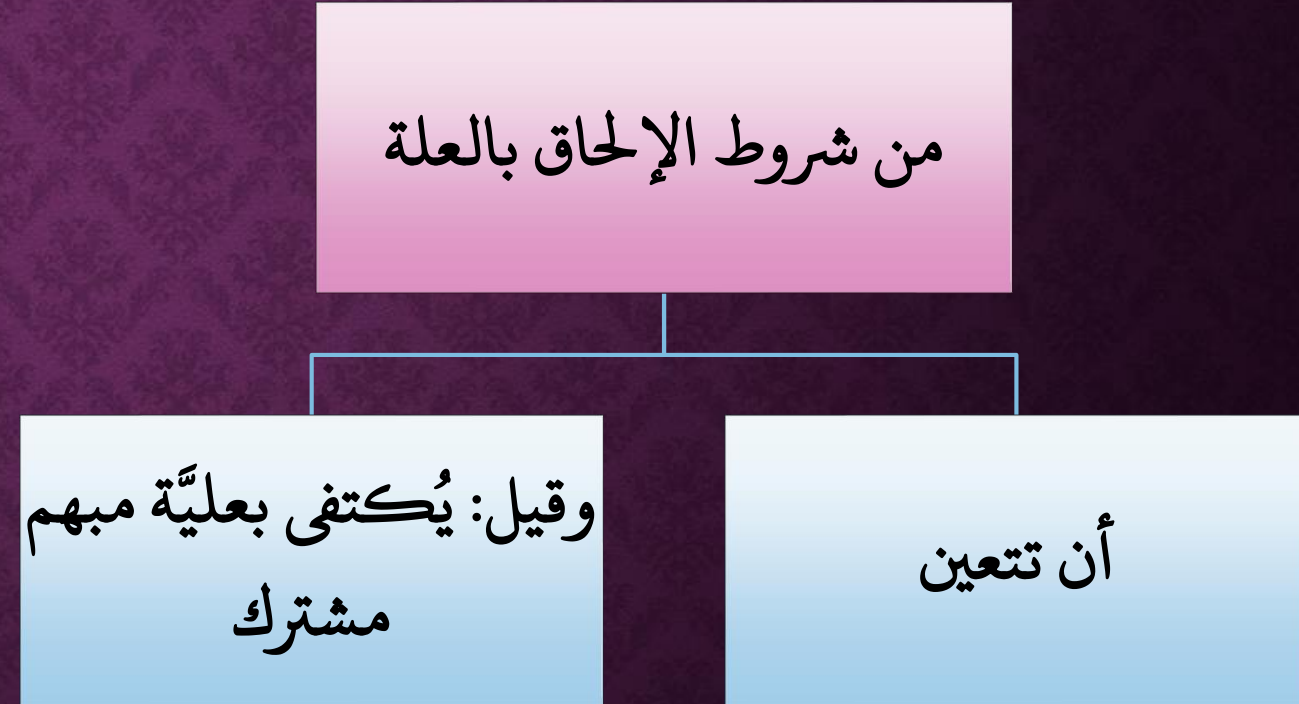 من شروط الإلحاق بالعلة
أن تتعين
وقيل: يُكتفى بعليَّة مبهم
مشترك